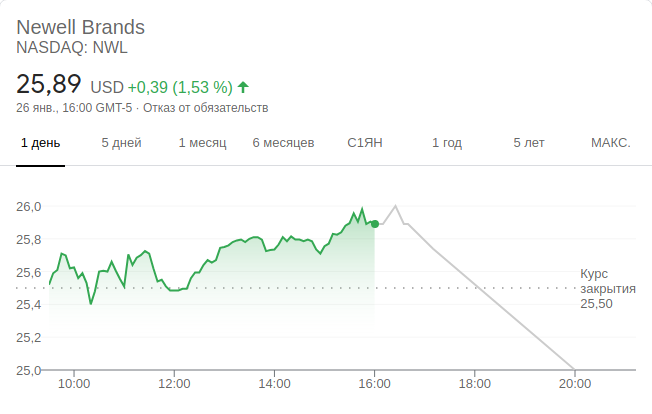 Newell Brands
NASDAQ: NWL
25,89 USD +0,39 (1,53 %)
26 янв., 16:00 GMT-5 · Отказ от обязательств
1 день 5 дней 1 месяц 6 месяцев С1ЯН 1 год 5 лет МАКС.
26,0
25,8
25,6
25,4
25,2
25,0
Курс
закрытия
25,50
10:00 12:00 14:00 16:00 18:00 20:00